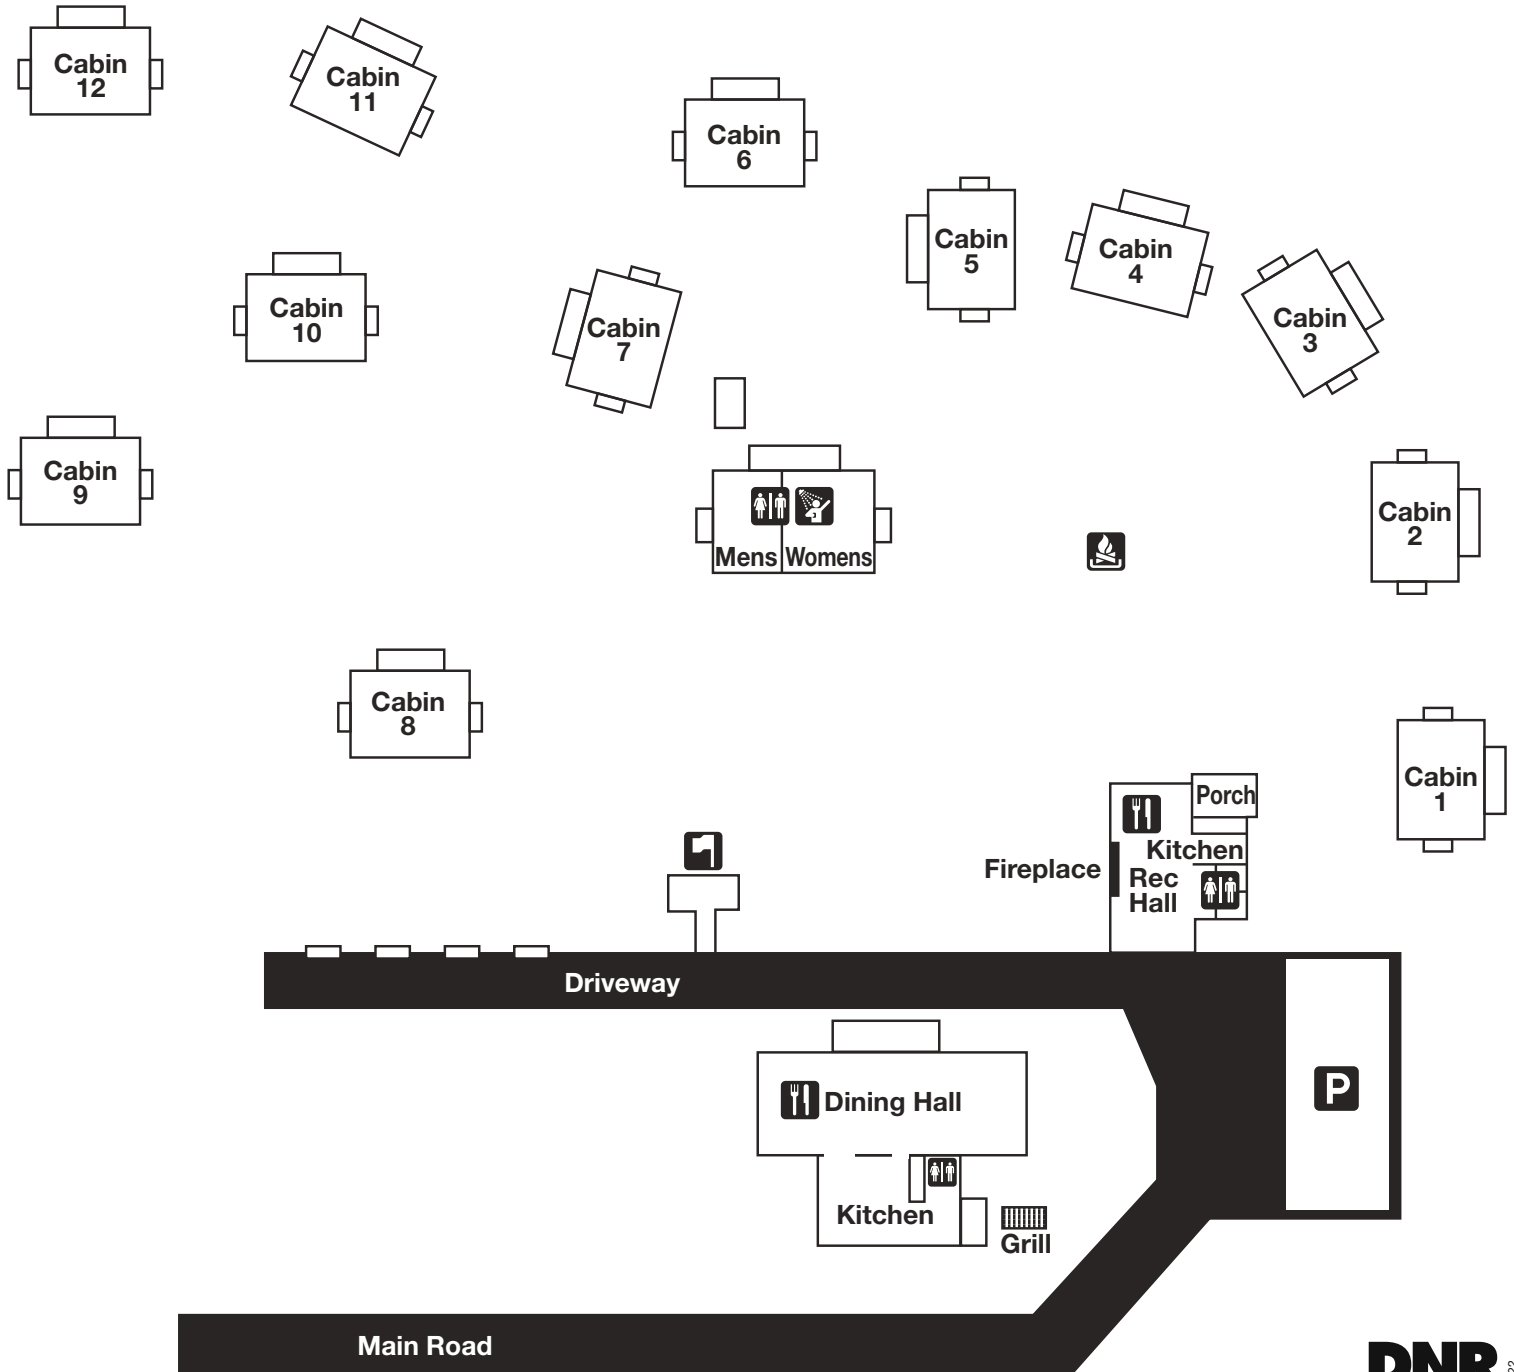 Cabin
12
Cabin
11
Cabin
6
Cabin
5
Cabin
4
Cabin
3
Cabin
10
Cabin
7
Cabin
9
Cabin
2
Mens
Womens
Cabin
8
Cabin
1
Porch
Kitchen
Fireplace
Rec
Hall
Driveway
P
Dining Hall
Kitchen
Grill
Main Road
DNR